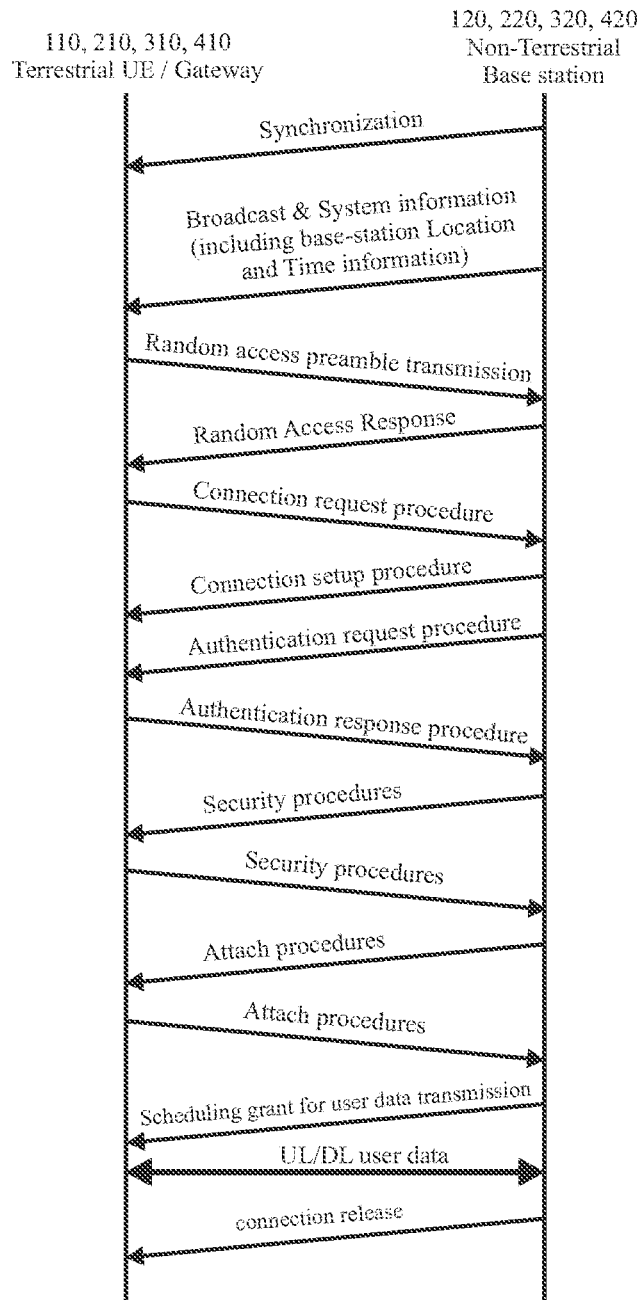 110, 210, 310, 410
Terrestrial UE / Gateway
120, 220, 320, 420
Non-Terrestrial
Base station
Synchronization
Broadcast & System information
(including base-station Location
and Time information)
Random access preamble transmission
Random Access Response
Connection request procedure
Connection setup procedure
Authentication request procedure
Authentication response procedure
Security procedures
Security procedures
Attach procedures
Attach procedures
Scheduling grant for user data transmission
UL/DL user data
connection release